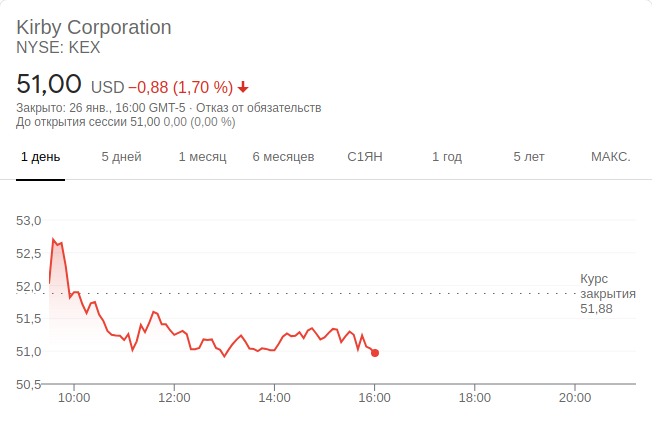 Kirby Corporation
NYSE: KEX
51,00 USD −0,88 (1,70 %)
Закрыто: 26 янв., 16:00 GMT-5 · Отказ от обязательств
До открытия сессии 51,00 0,00 (0,00 %)
1 день 5 дней 1 месяц 6 месяцев С1ЯН 1 год 5 лет МАКС.
53,0
52,5
52,0
51,5
51,0
50,5
Курс
закрытия
51,88
10:00 12:00 14:00 16:00 18:00 20:00